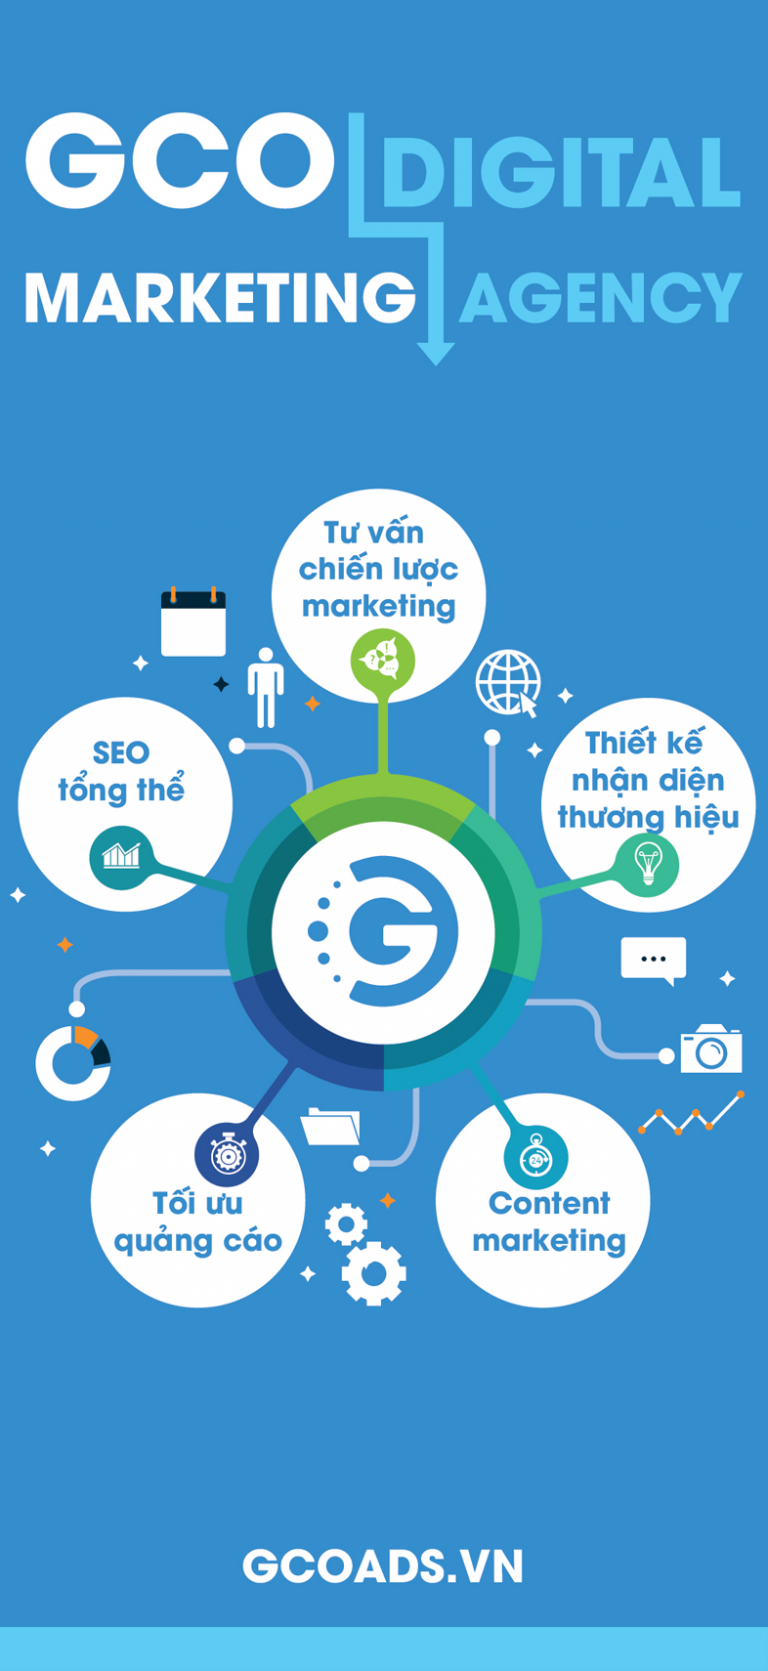 GCO DIGITAL
MARKETING AGENCY
Tư vấn
chiến lược
marketing
SEO
tổng thể
Thiết kế
nhận diện
thương hiệu
G
24
Tối ưu
quảng cáo
Content
marketing
GCOADS.VN